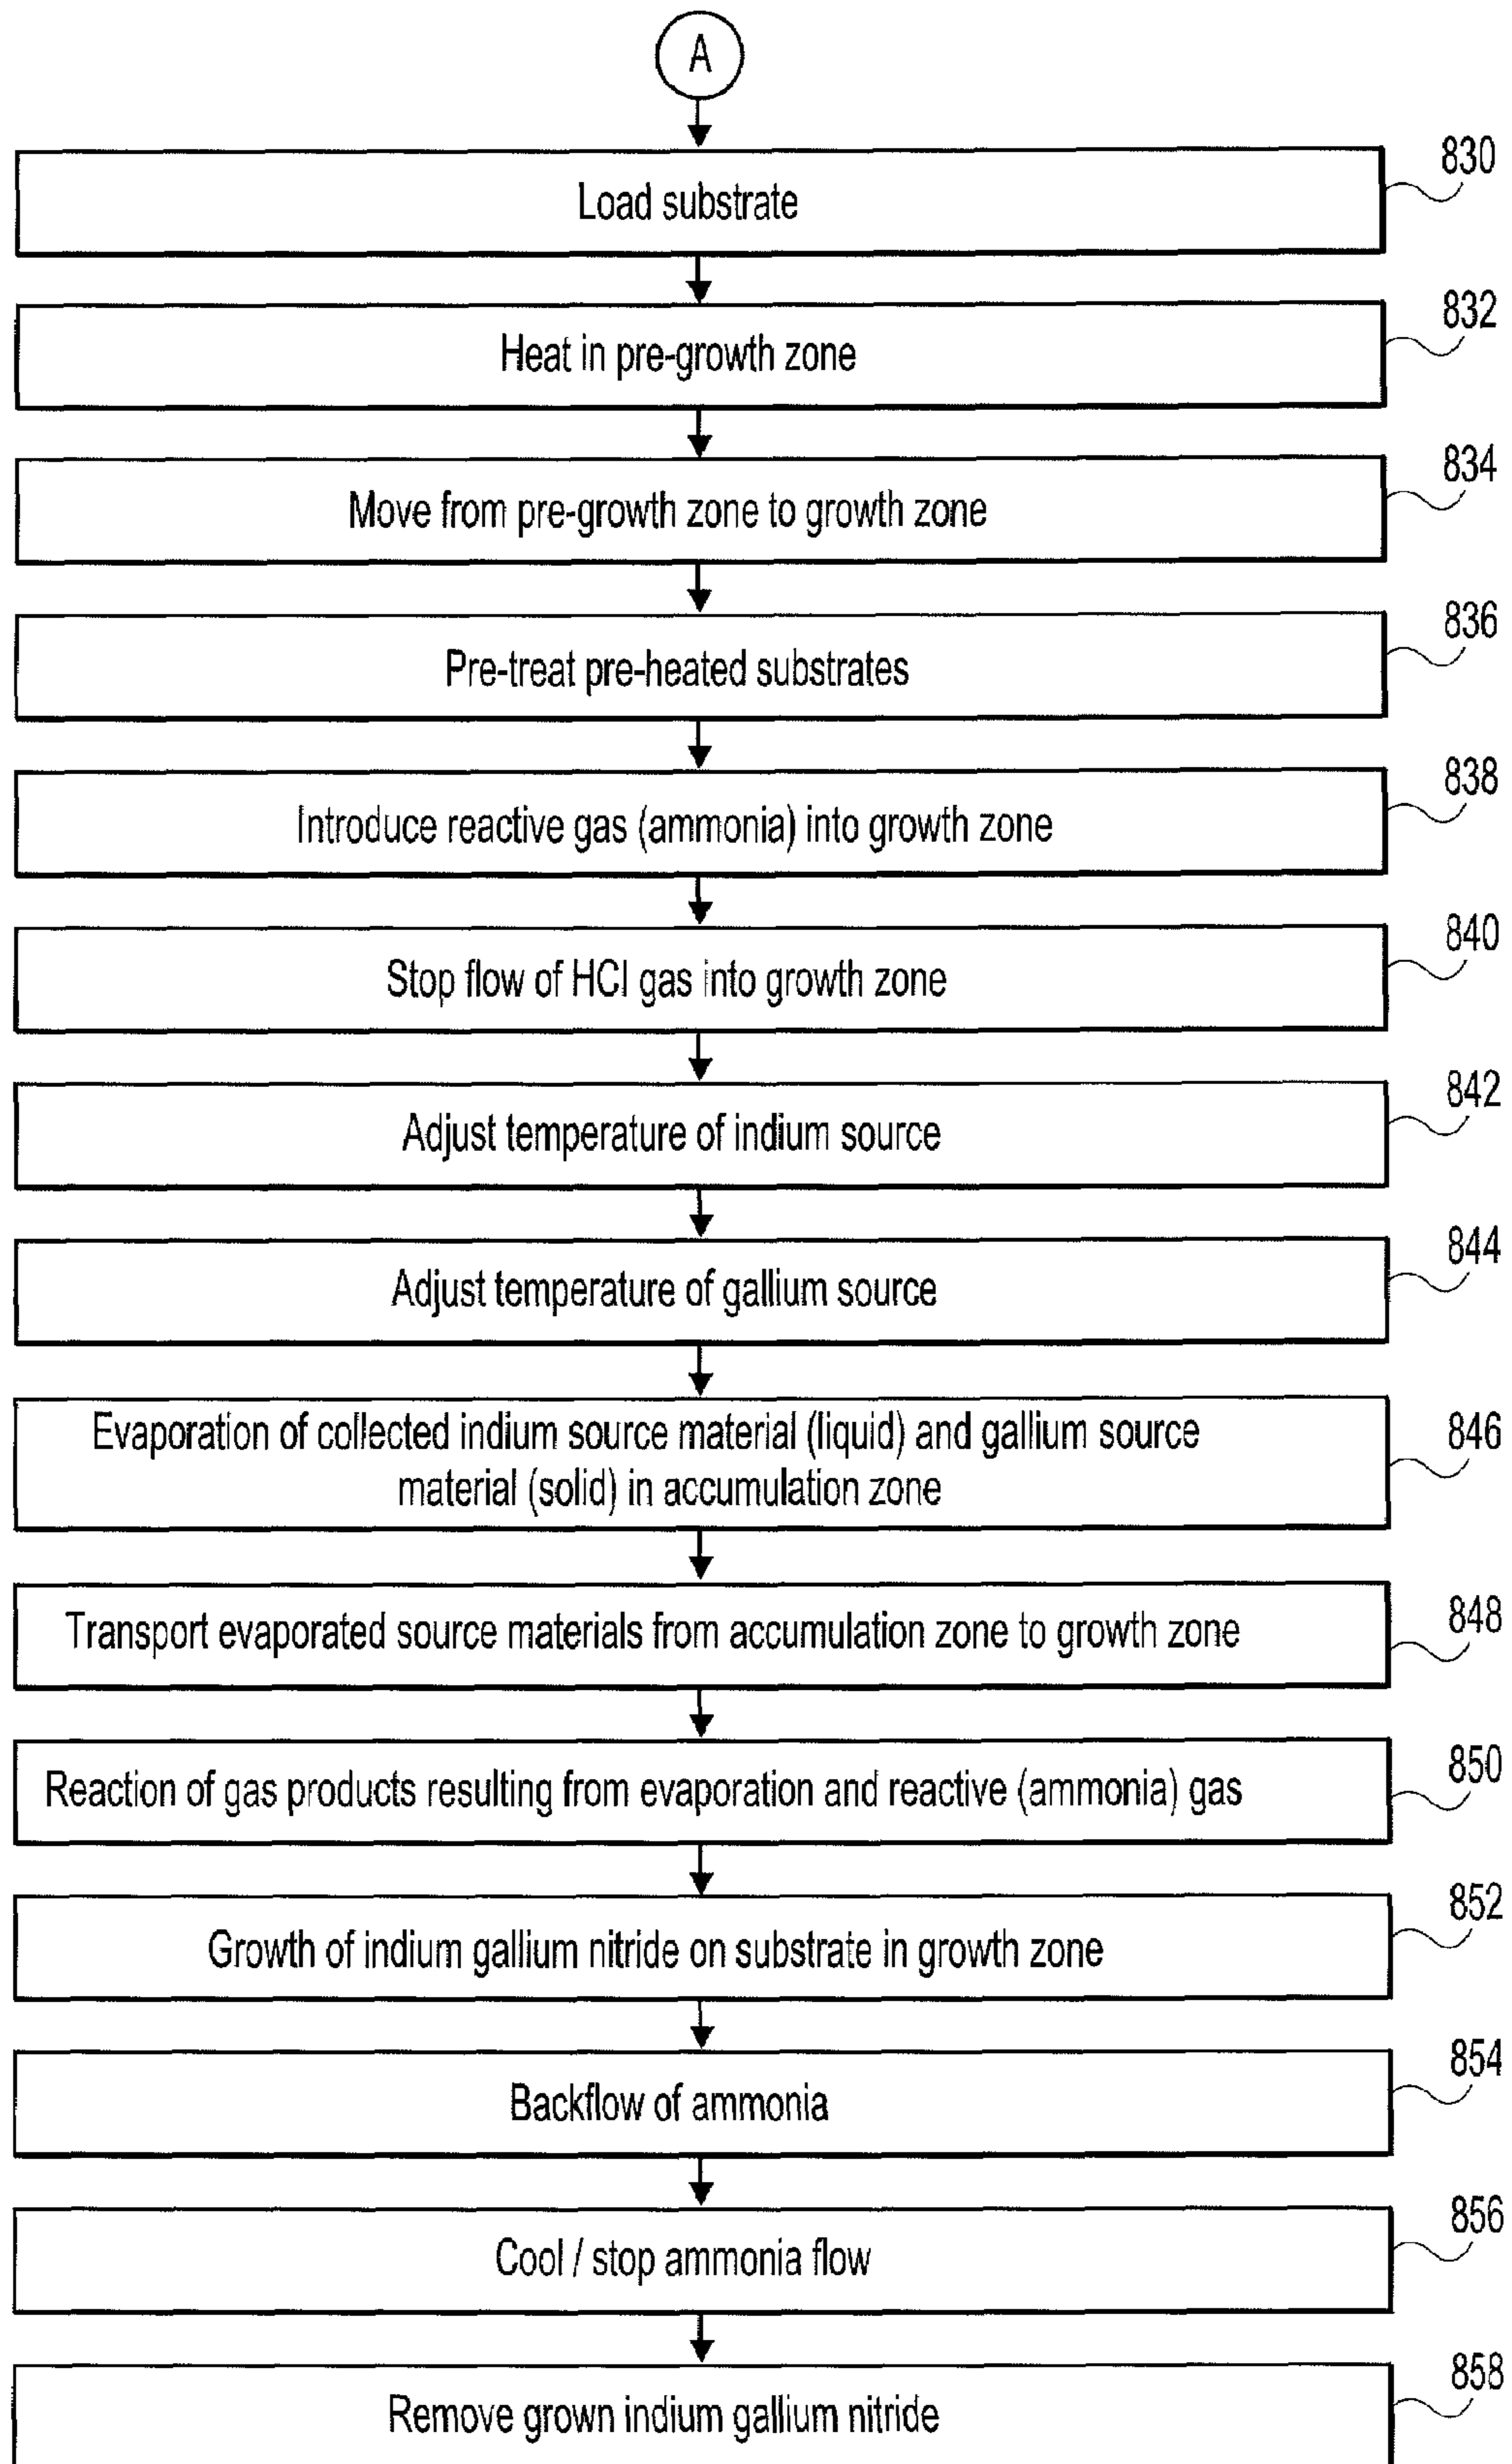 A
830
Load substrate
832
Heat in pre-growth zone
834
Move from pre-growth zone to growth zone
836
Pre-treat pre-heated substrates
838
Introduce reactive gas (ammonia) into growth zone
840
Stop flow of HCl gas into growth zone
842
Adjust temperature of indium source
844
Adjust temperature of gallium source
846
Evaporation of collected indium source material (liquid) and gallium source
material (solid) in accumulation zone
848
Transport evaporated source materials from accumulation zone to growth zone
850
Reaction of gas products resulting from evaporation and reactive (ammonia) gas
852
Growth of indium gallium nitride on substrate in growth zone
854
Backflow of ammonia
856
Cool / stop ammonia flow
858
Remove grown indium gallium nitride